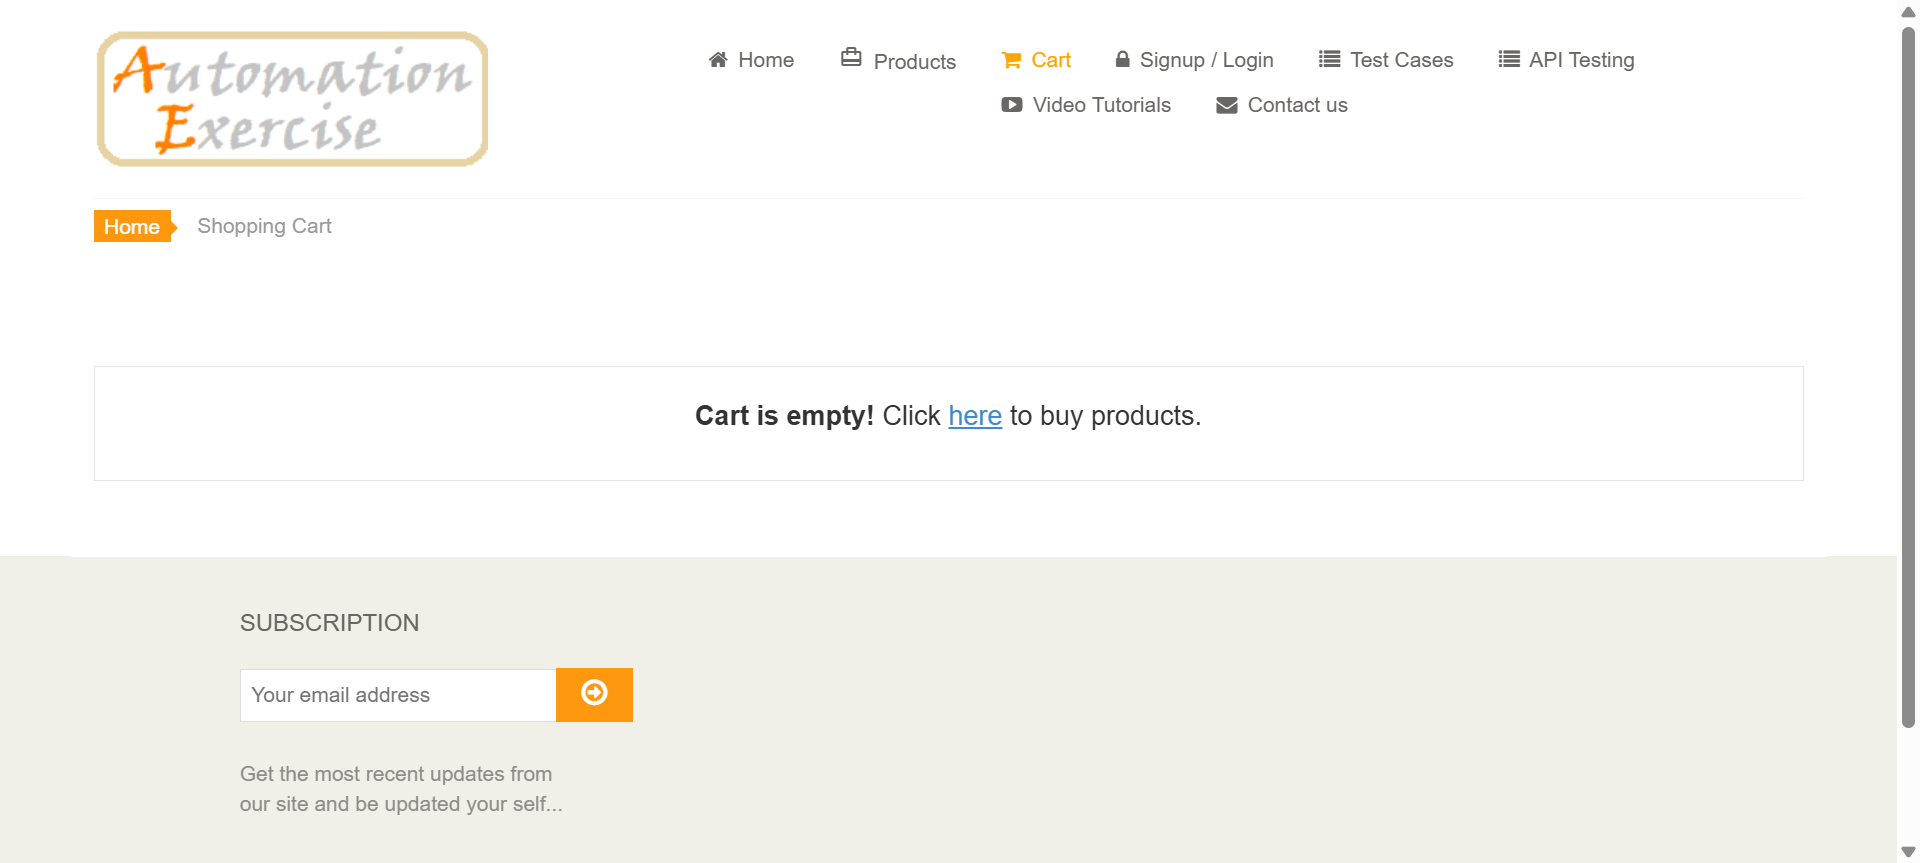 Automation
Exercise
Home Products Cart Signup / Login Test Cases API Testing
Video Tutorials Contact us
Home Shopping Cart
Cart is empty! Click here to buy products.
SUBSCRIPTION
Your email address
Get the most recent updates from
our site and be updated your self...